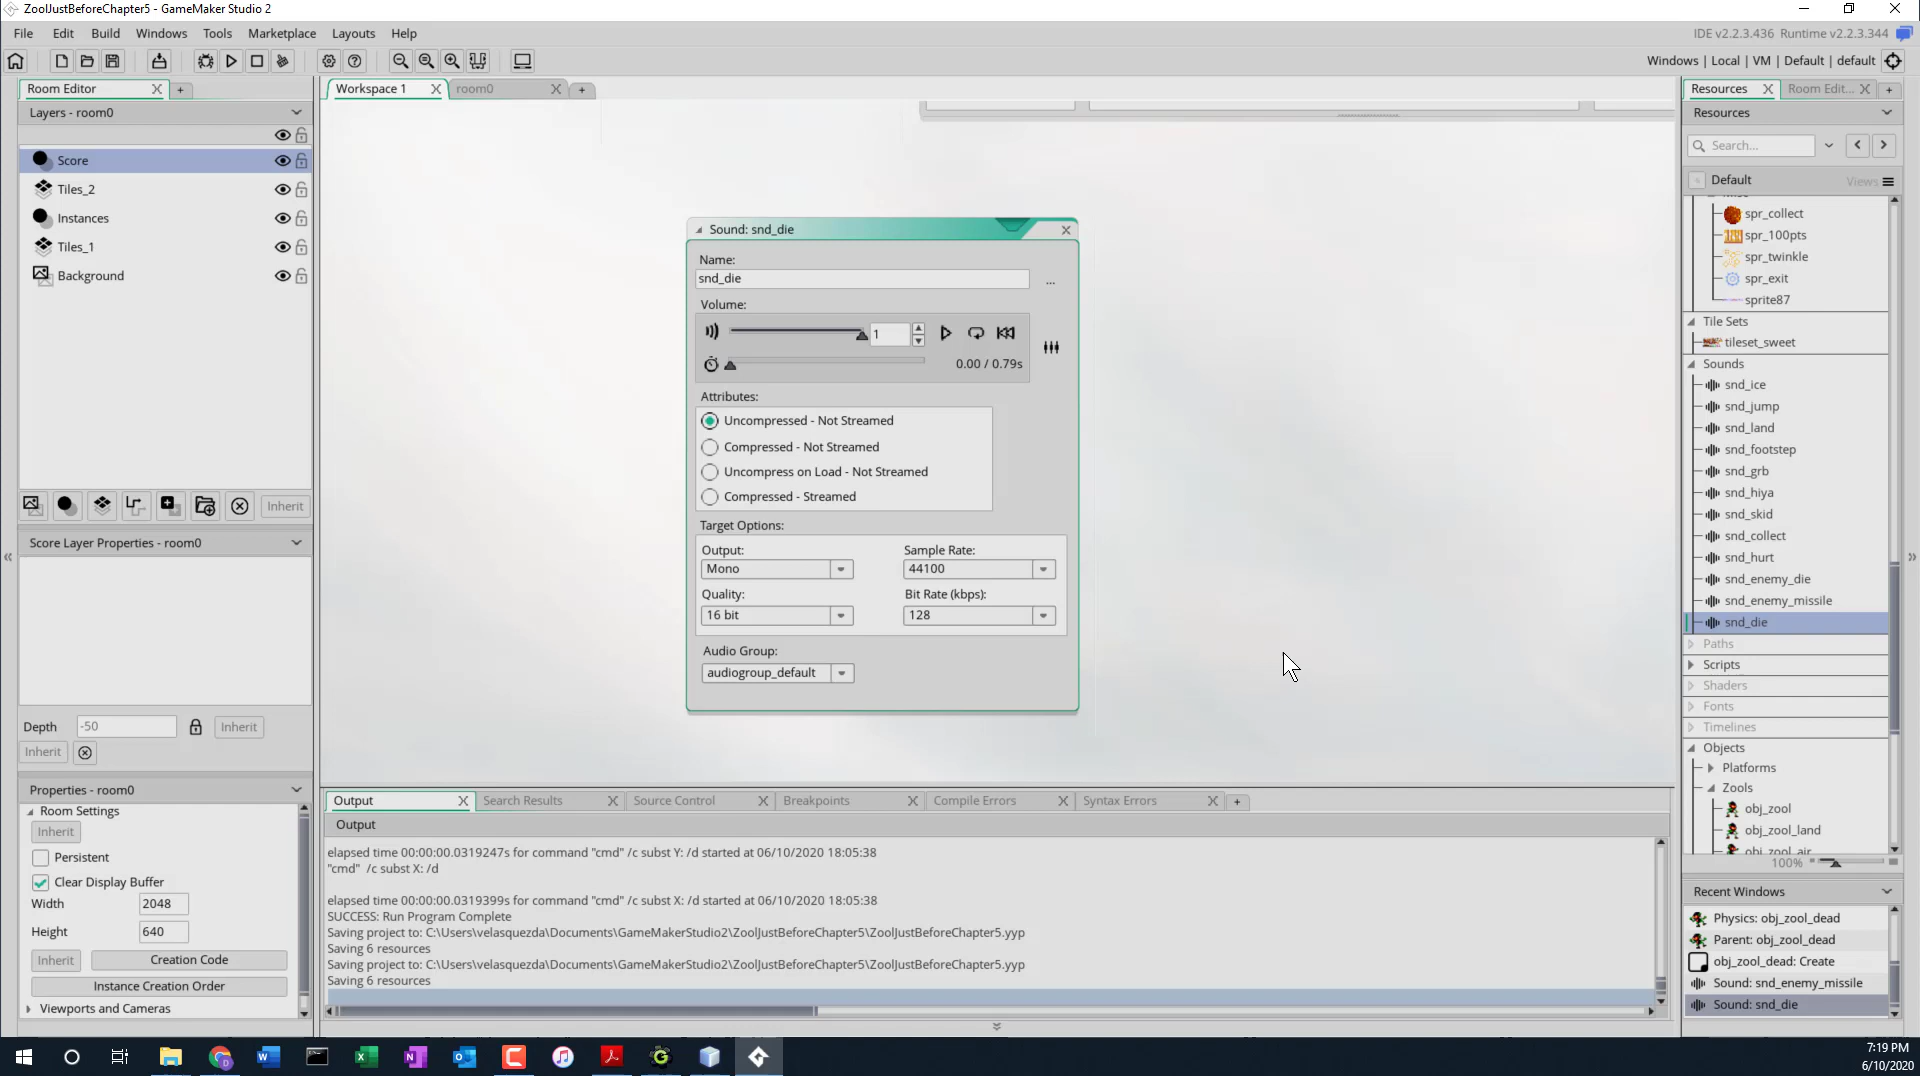 ZoolJustBeforeChapter5 - GameMaker Studio 2
File Edit Build Windows Tools Marketplace Layouts Help
IDE v2.2.3.436 Runtime v2.2.3.344
Windows | Local | VM | Default | default
Room Editor
Layers - room0
Score
Tiles_2
Instances
Tiles_1
Background
Inherit
Score Layer Properties - room0
Depth -50 Inherit
Inherit
Properties - room0
Room Settings
Inherit
Persistent
Clear Display Buffer
Width 2048
Height 640
Inherit Creation Code
Instance Creation Order
Viewports and Cameras
Workspace 1 room0
Sound: snd_die
Name:
snd_die
...
Volume:
1
0.00 / 0.79s
Attributes:
Uncompressed - Not Streamed
Compressed - Not Streamed
Uncompress on Load - Not Streamed
Compressed - Streamed
Target Options:
Output: Sample Rate:
Mono 44100
Quality: Bit Rate (kbps):
16 bit 128
Audio Group:
audiogroup_default
Output Search Results Source Control Breakpoints Compile Errors Syntax Errors
Output
elapsed time 00:00:00.0319247s for command "cmd" /c subst Y: /d started at 06/10/2020 18:05:38
"cmd" /c subst X: /d
elapsed time 00:00:00.0319399s for command "cmd" /c subst X: /d started at 06/10/2020 18:05:38
SUCCESS: Run Program Complete
Saving project to: C:\Users\velasquezda\Documents\GameMakerStudio2\ZoolJustBeforeChapter5\ZoolJustBeforeChapter5.yyp
Saving 6 resources
Saving project to: C:\Users\velasquezda\Documents\GameMakerStudio2\ZoolJustBeforeChapter5\ZoolJustBeforeChapter5.yyp
Saving 6 resources
Resources Room Edit...
Resources
Search...
Default Views
spr_collect
spr_100pts
spr_twinkle
spr_exit
sprite87
Tile Sets
tileset_sweet
Sounds
snd_ice
snd_jump
snd_land
snd_footstep
snd_grb
snd_hiya
snd_skid
snd_collect
snd_hurt
snd_enemy_die
snd_enemy_missile
snd_die
Paths
Scripts
Shaders
Fonts
Timelines
Objects
Platforms
Zools
obj_zool
obj_zool_land
obj_zool_air
100%
Recent Windows
Physics: obj_zool_dead
Parent: obj_zool_dead
obj_zool_dead: Create
Sound: snd_enemy_missile
Sound: snd_die
7:19 PM
6/10/2020